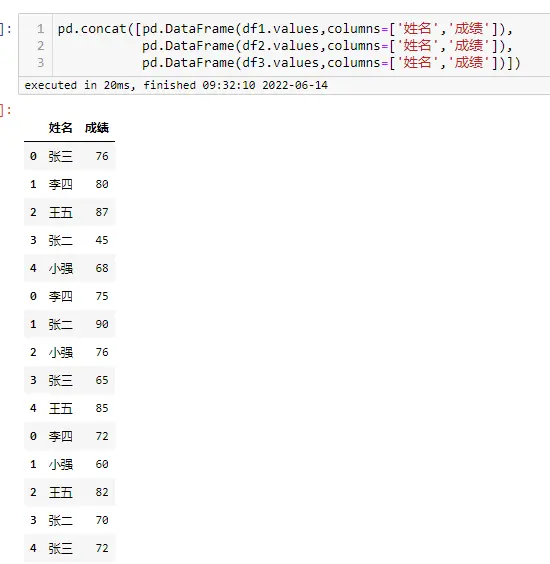 ]:
1 pd.concat([pd.DataFrame(df1.values,columns=['姓名','成绩']),
2 pd.DataFrame(df2.values,columns=['姓名','成绩']),
3 pd.DataFrame(df3.values,columns=['姓名','成绩'])])
executed in 20ms, finished 09:32:10 2022-06-14
]:
姓名 成绩
0 张三 76
1 李四 80
2 王五 87
3 张二 45
4 小强 68
0 李四 75
1 张二 90
2 小强 76
3 张三 65
4 王五 85
0 李四 72
1 小强 60
2 王五 82
3 张二 70
4 张三 72